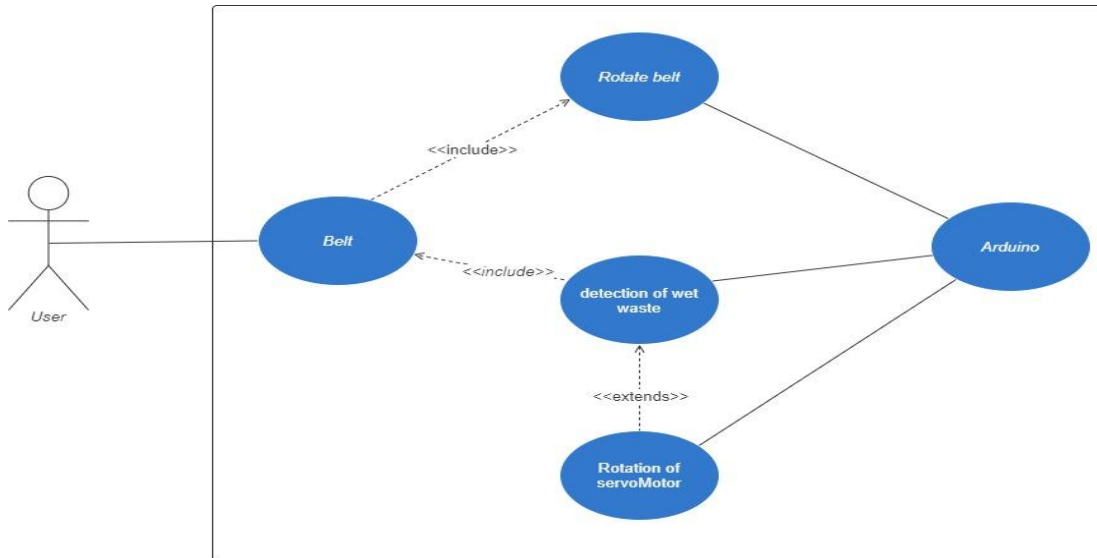 Rotate belt
<<include>>
Belt
Arduino
<<include>>
detection of wet
waste
User
<<extends>>
Rotation of
servoMotor